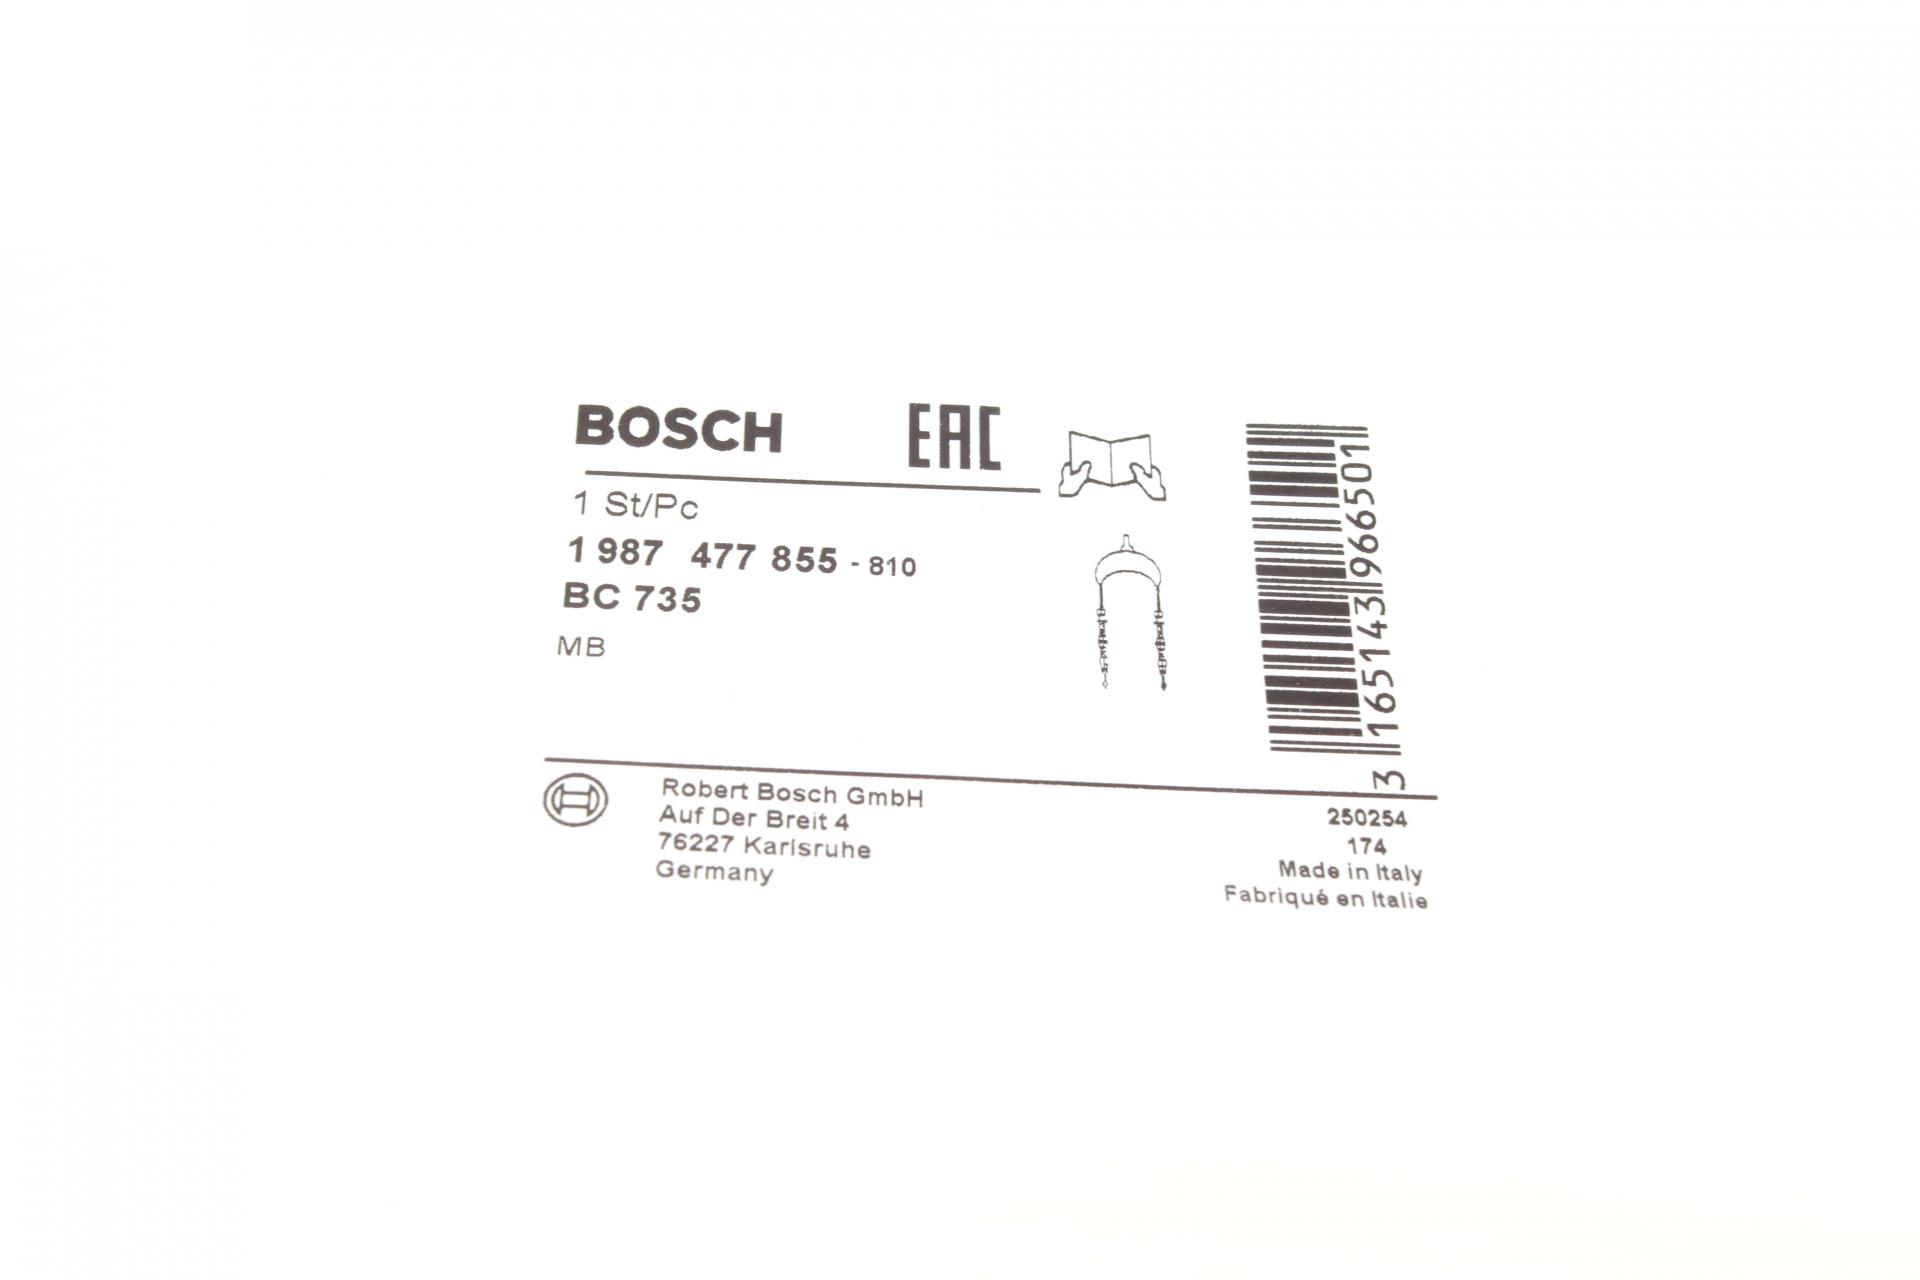 BOSCH EAC
1 St/Pc
1 987 477 855 - 810
BC 735
MB
3 165143 966501
Robert Bosch GmbH
Auf Der Breit 4
76227 Karlsruhe
Germany
250254
174
Made in Italy
Fabriqué en Italie